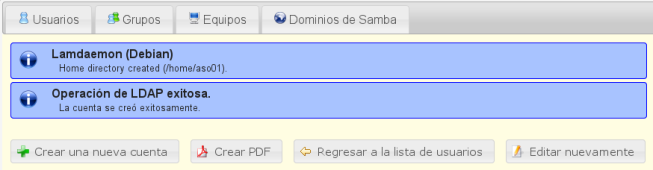 Usuarios Grupos Equipos Dominios de Samba
Lamdaemon (Debian)
Home directory created (/home/aso01).
Operación de LDAP exitosa.
La cuenta se creó exitosamente.
Crear una nueva cuenta Crear PDF Regresar a la lista de usuarios Editar nuevamente